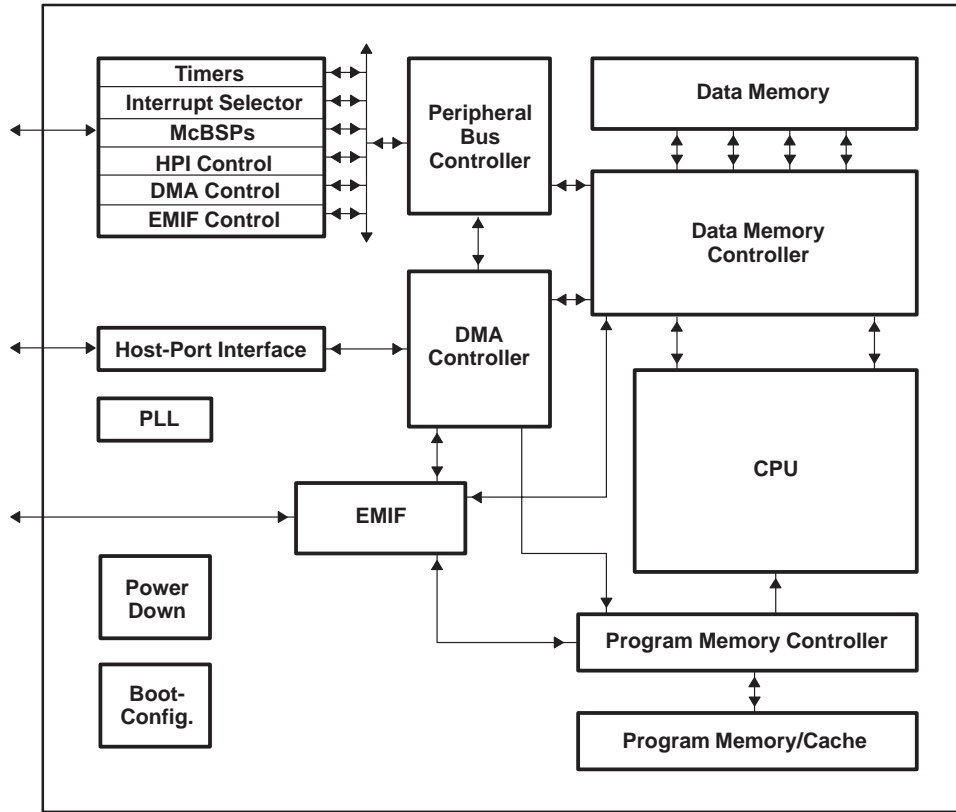 Timers
Interrupt Selector
McBSPs
HPI Control
DMA Control
EMIF Control
Peripheral
Bus
Controller
Data Memory
Data Memory
Controller
Host-Port Interface
DMA
Controller
PLL
CPU
EMIF
Power
Down
Program Memory Controller
Boot-
Config.
Program Memory/Cache